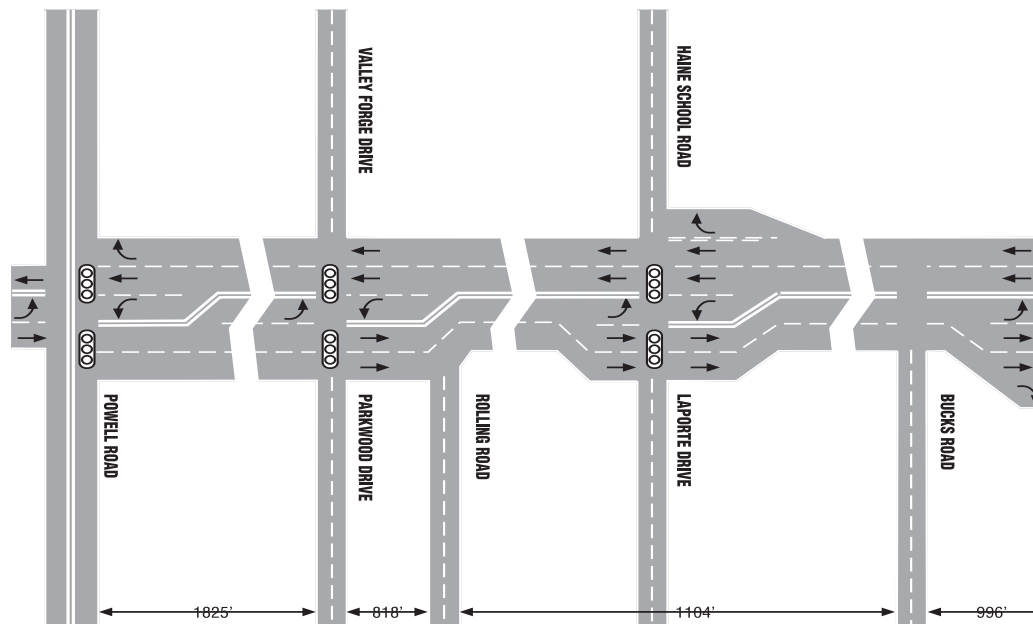 VALLEY FORGE DRIVE
HAINE SCHOOL ROAD
POWELL ROAD
PARKWOOD DRIVE
ROLLING ROAD
LAPORTE DRIVE
BUCKS ROAD
1825'
818'
1104'
996'